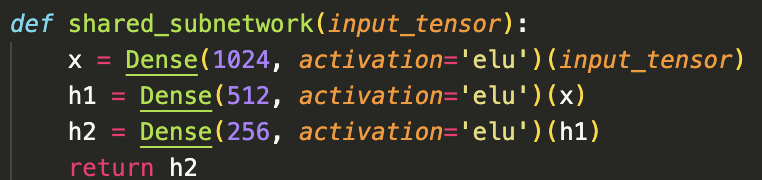 def shared_subnetwork(input_tensor):
    x = Dense(1024, activation='elu')(input_tensor)
    h1 = Dense(512, activation='elu')(x)
    h2 = Dense(256, activation='elu')(h1)
    return h2